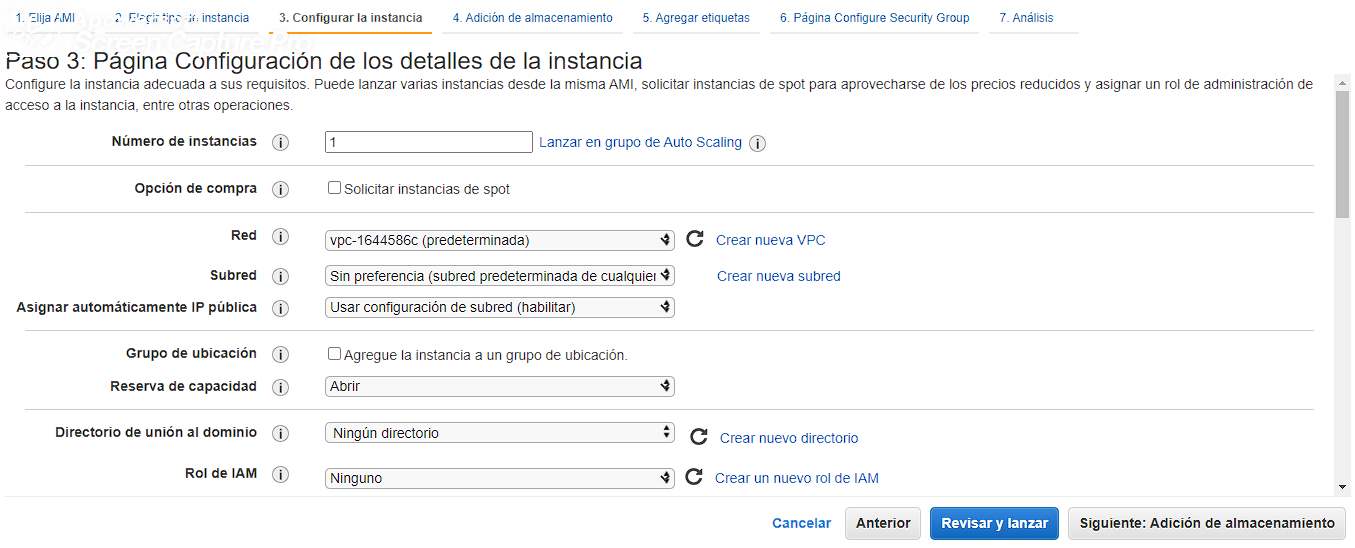 1. Elija AMI 2. Elegir tipo de instancia 3. Configurar la instancia 4. Adición de almacenamiento 5. Agregar etiquetas 6. Página Configure Security Group 7. Análisis
Screen Capture Pro
Paso 3: Página Configuración de los detalles de la instancia
Configure la instancia adecuada a sus requisitos. Puede lanzar varias instancias desde la misma AMI, solicitar instancias de spot para aprovecharse de los precios reducidos y asignar un rol de administración de
acceso a la instancia, entre otras operaciones.
Número de instancias i 1 Lanzar en grupo de Auto Scaling i
Opción de compra i Solicitar instancias de spot
Red i vpc-1644586c (predeterminada) Crear nueva VPC
Subred i Sin preferencia (subred predeterminada de cualquier Crear nueva subred
Asignar automáticamente IP pública i Usar configuración de subred (habilitar)
Grupo de ubicación i Agregue la instancia a un grupo de ubicación.
Reserva de capacidad i Abrir
Directorio de unión al dominio i Ningún directorio Crear nuevo directorio
Rol de IAM i Ninguno Crear un nuevo rol de IAM
Cancelar Anterior Revisar y lanzar Siguiente: Adición de almacenamiento